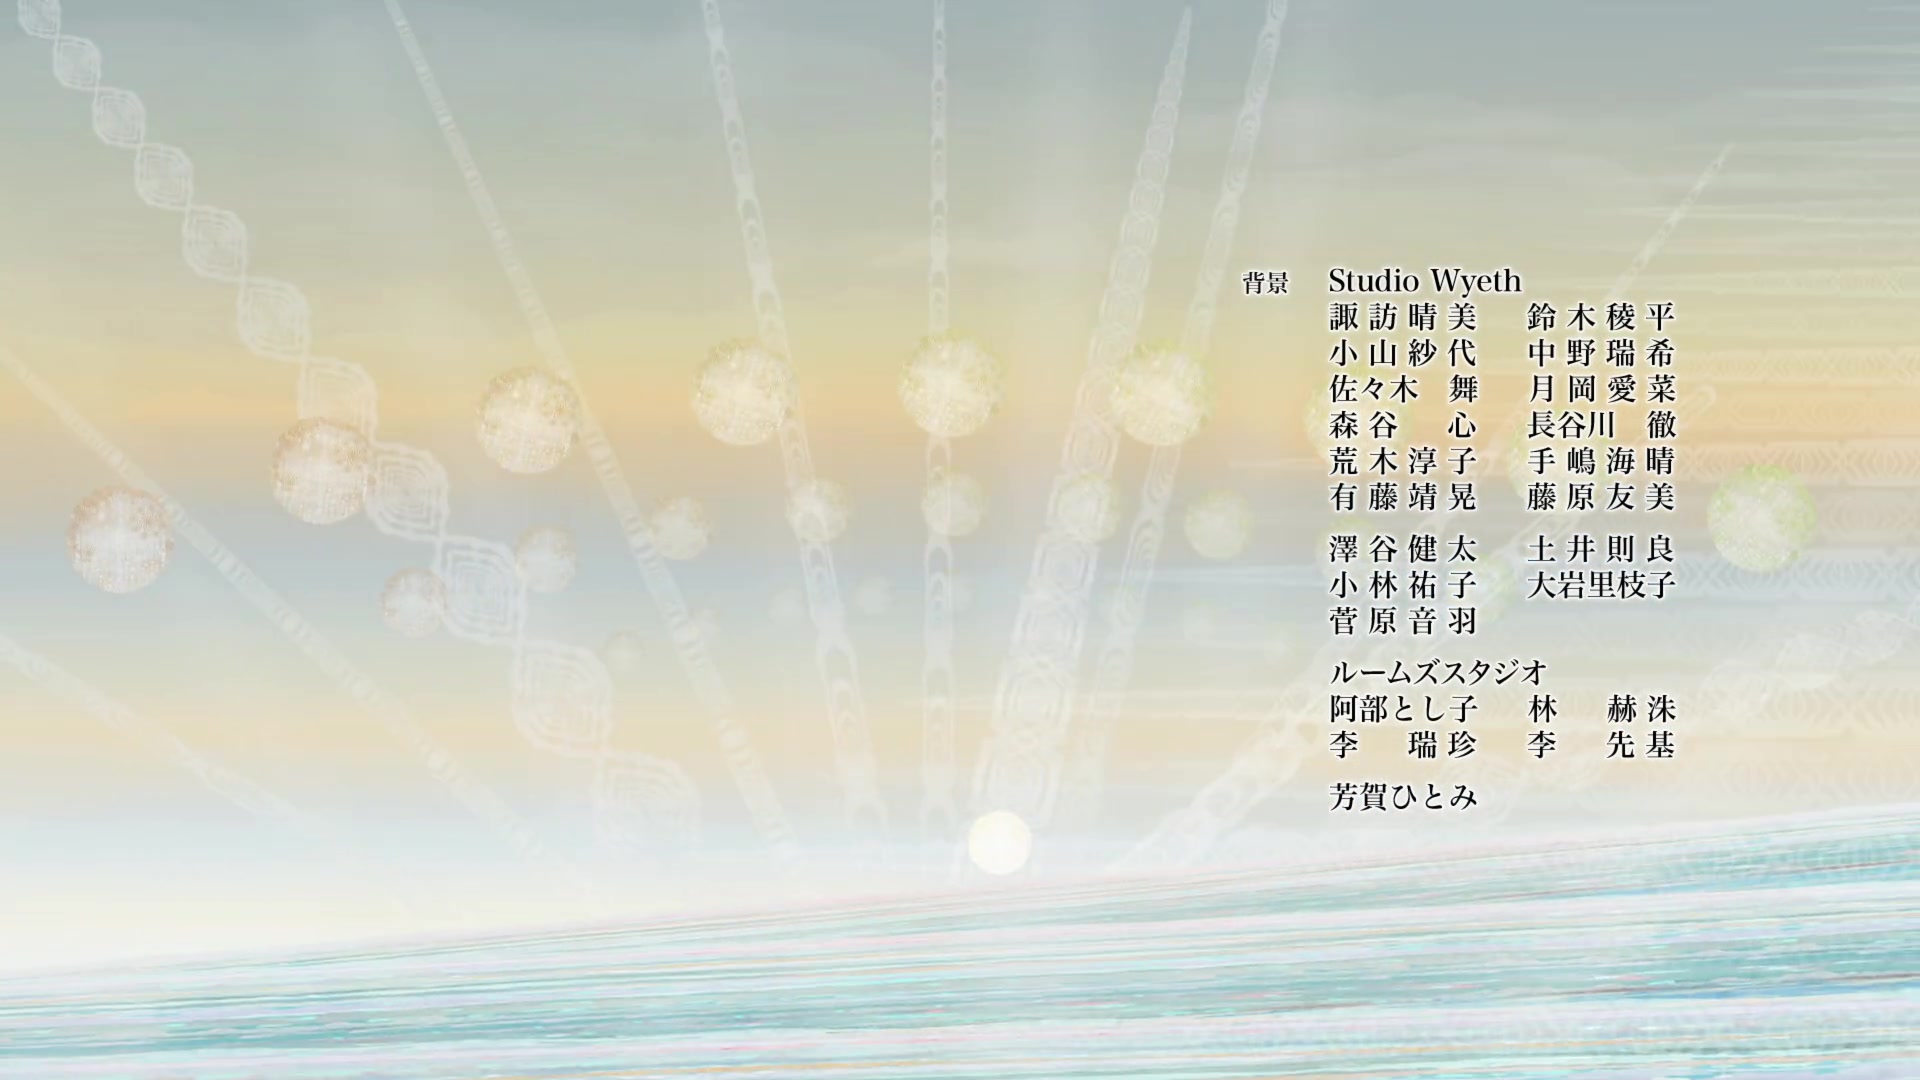 背景 Studio Wyeth
諏訪晴美 鈴木稜平
小山紗代 中野瑞希
佐々木 舞 月岡愛菜
森谷 心 長谷川 徹
荒木淳子 手嶋海晴
有藤靖晃 藤原友美
澤谷健太 土井則良
小林祐子 大岩里枝子
菅原音羽
ルームズスタジオ
阿部とし子 林 赫洙
李 瑞珍 李 先基
芳賀ひとみ